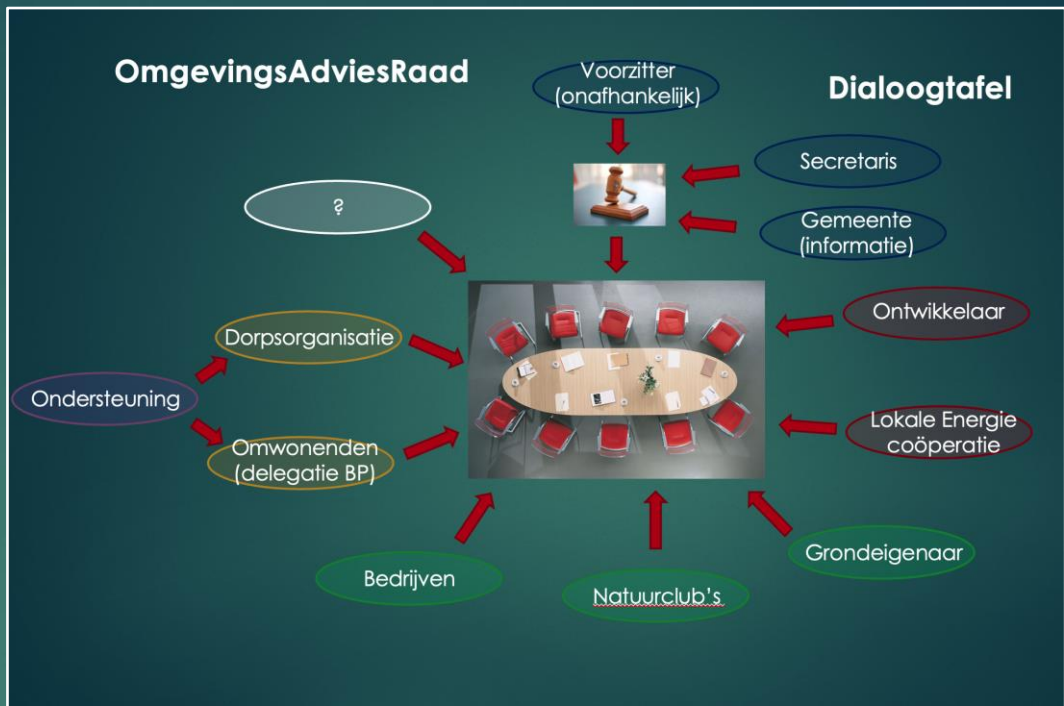 OmgevingsAdviesRaad
Voorzitter
(onafhankelijk)
Dialoogtafel
Secretaris
?
Gemeente
(informatie)
Ontwikkelaar
Dorpsorganisatie
Ondersteuning
Lokale Energie
coöperatie
Omwonenden
(delegatie BP)
Grondeigenaar
Bedrijven
Natuurclub's